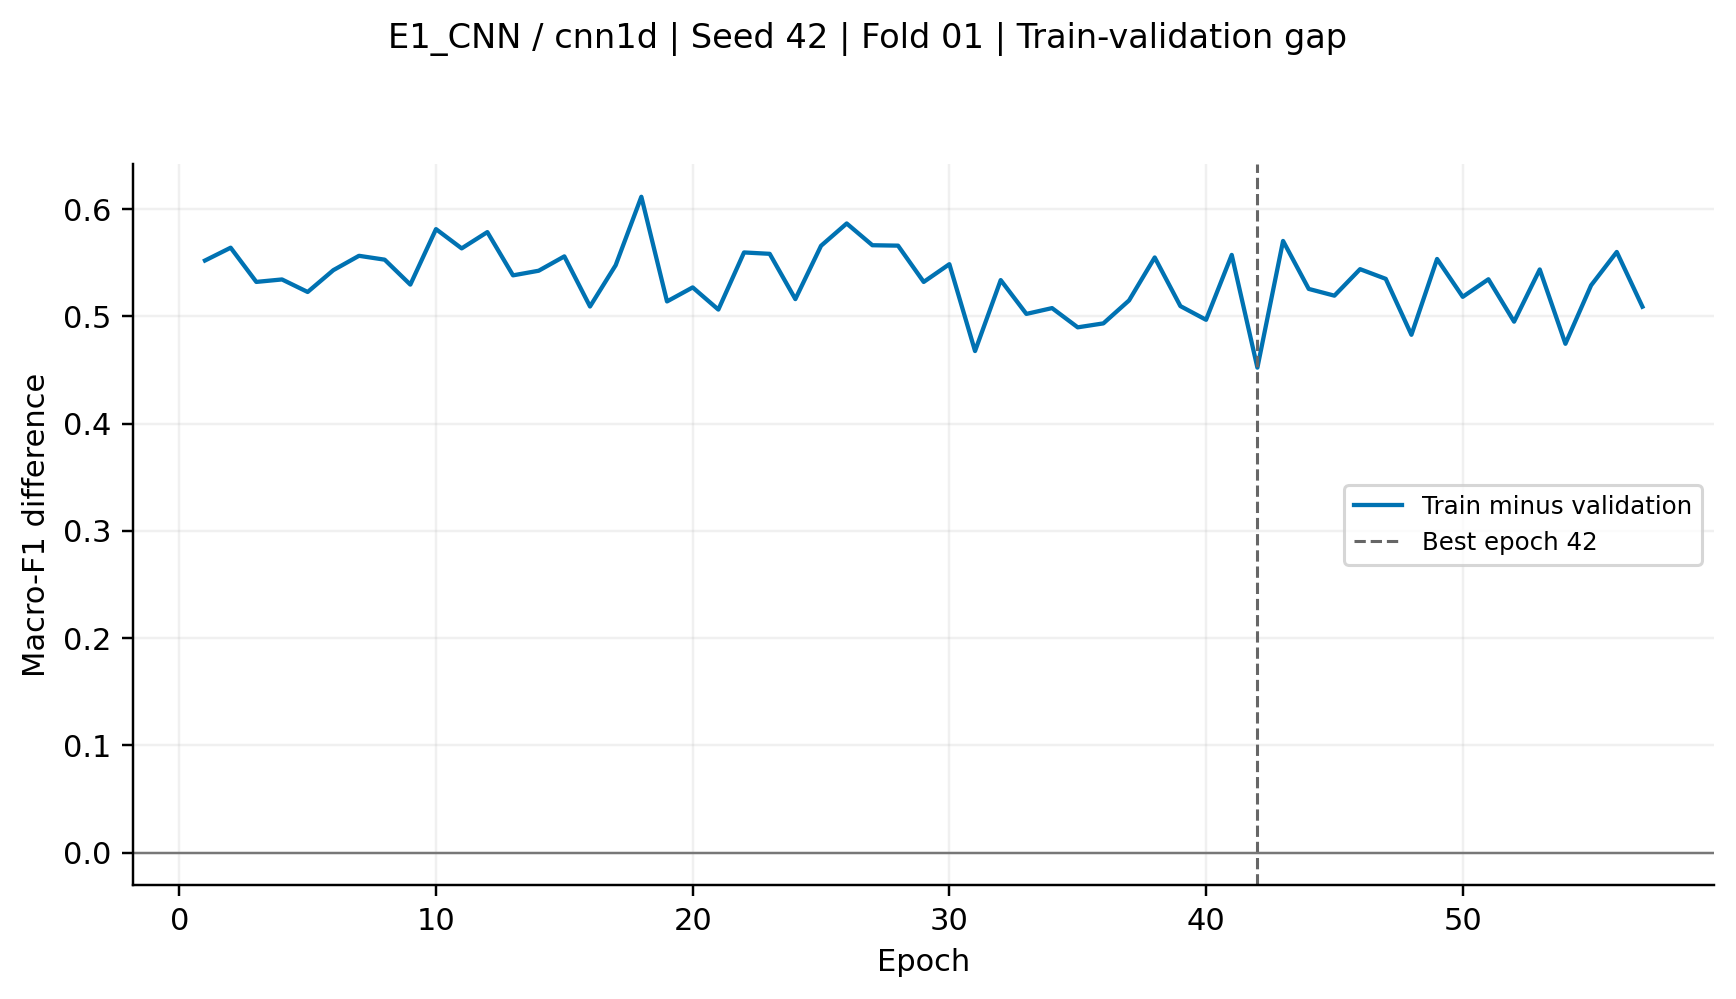 E1_CNN / cnn1d | Seed 42 | Fold 01 | Train-validation gap
Macro-F1 difference
0.6
0.5
0.4
0.3
0.2
0.1
0.0
Train minus validation
Best epoch 42
0 10 20 30 40 50
Epoch